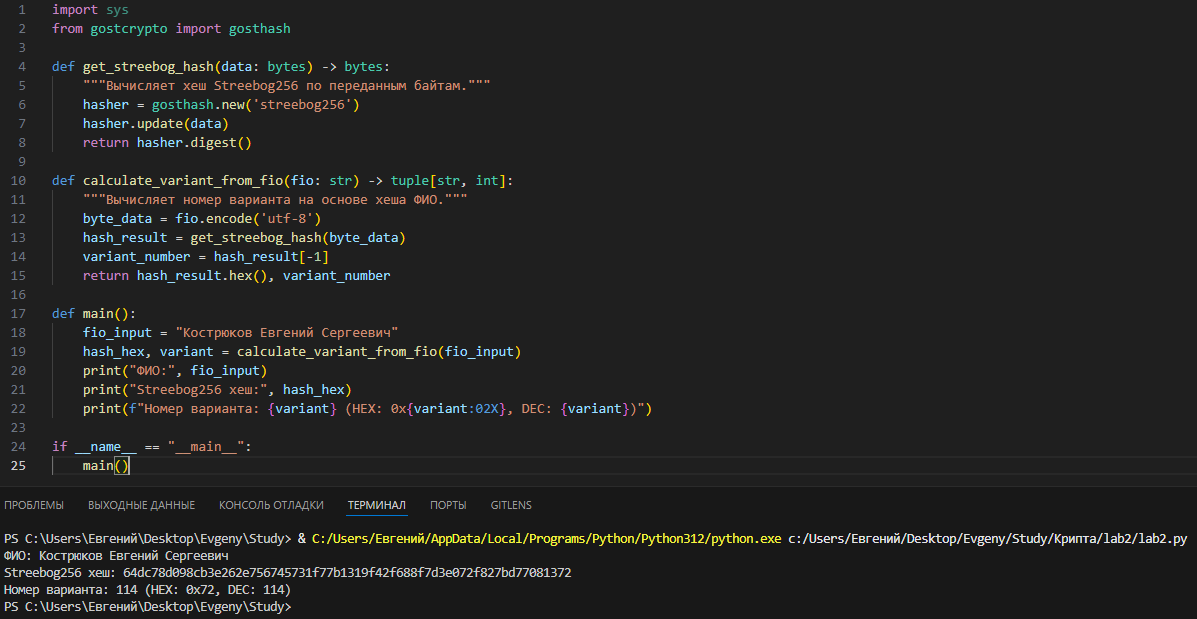 1 import sys
2 from gostcrypto import gosthash
3
4 def get_streebog_hash(data: bytes) -> bytes:
5     """Вычисляет хеш Streebog256 по переданным байтам."""
6     hasher = gosthash.new('streebog256')
7     hasher.update(data)
8     return hasher.digest()
9
10 def calculate_variant_from_fio(fio: str) -> tuple[str, int]:
11     """Вычисляет номер варианта на основе хеша ФИО."""
12     byte_data = fio.encode('utf-8')
13     hash_result = get_streebog_hash(byte_data)
14     variant_number = hash_result[-1]
15     return hash_result.hex(), variant_number
16
17 def main():
18     fio_input = "Кострюков Евгений Сергеевич"
19     hash_hex, variant = calculate_variant_from_fio(fio_input)
20     print("ФИО:", fio_input)
21     print("Streebog256 хеш:", hash_hex)
22     print(f"Номер варианта: {variant} (HEX: 0x{variant:02X}, DEC: {variant})")
23
24 if __name__ == "__main__":
25     main()
ПРОБЛЕМЫ ВЫХОДНЫЕ ДАННЫЕ КОНСОЛЬ ОТЛАДКИ ТЕРМИНАЛ ПОРТЫ GITLENS
PS C:\Users\Евгений\Desktop\Evgeny\Study> & C:/Users/Евгений/AppData/Local/Programs/Python/Python312/python.exe c:/Users/Евгений/Desktop/Evgeny/Study/Крипта/lab2/lab2.py
ФИО: Кострюков Евгений Сергеевич
Streebog256 хеш: 64dc78d098cb3e262e756745731f77b1319f42f688f7d3e072f827bd77081372
Номер варианта: 114 (HEX: 0x72, DEC: 114)
PS C:\Users\Евгений\Desktop\Evgeny\Study>